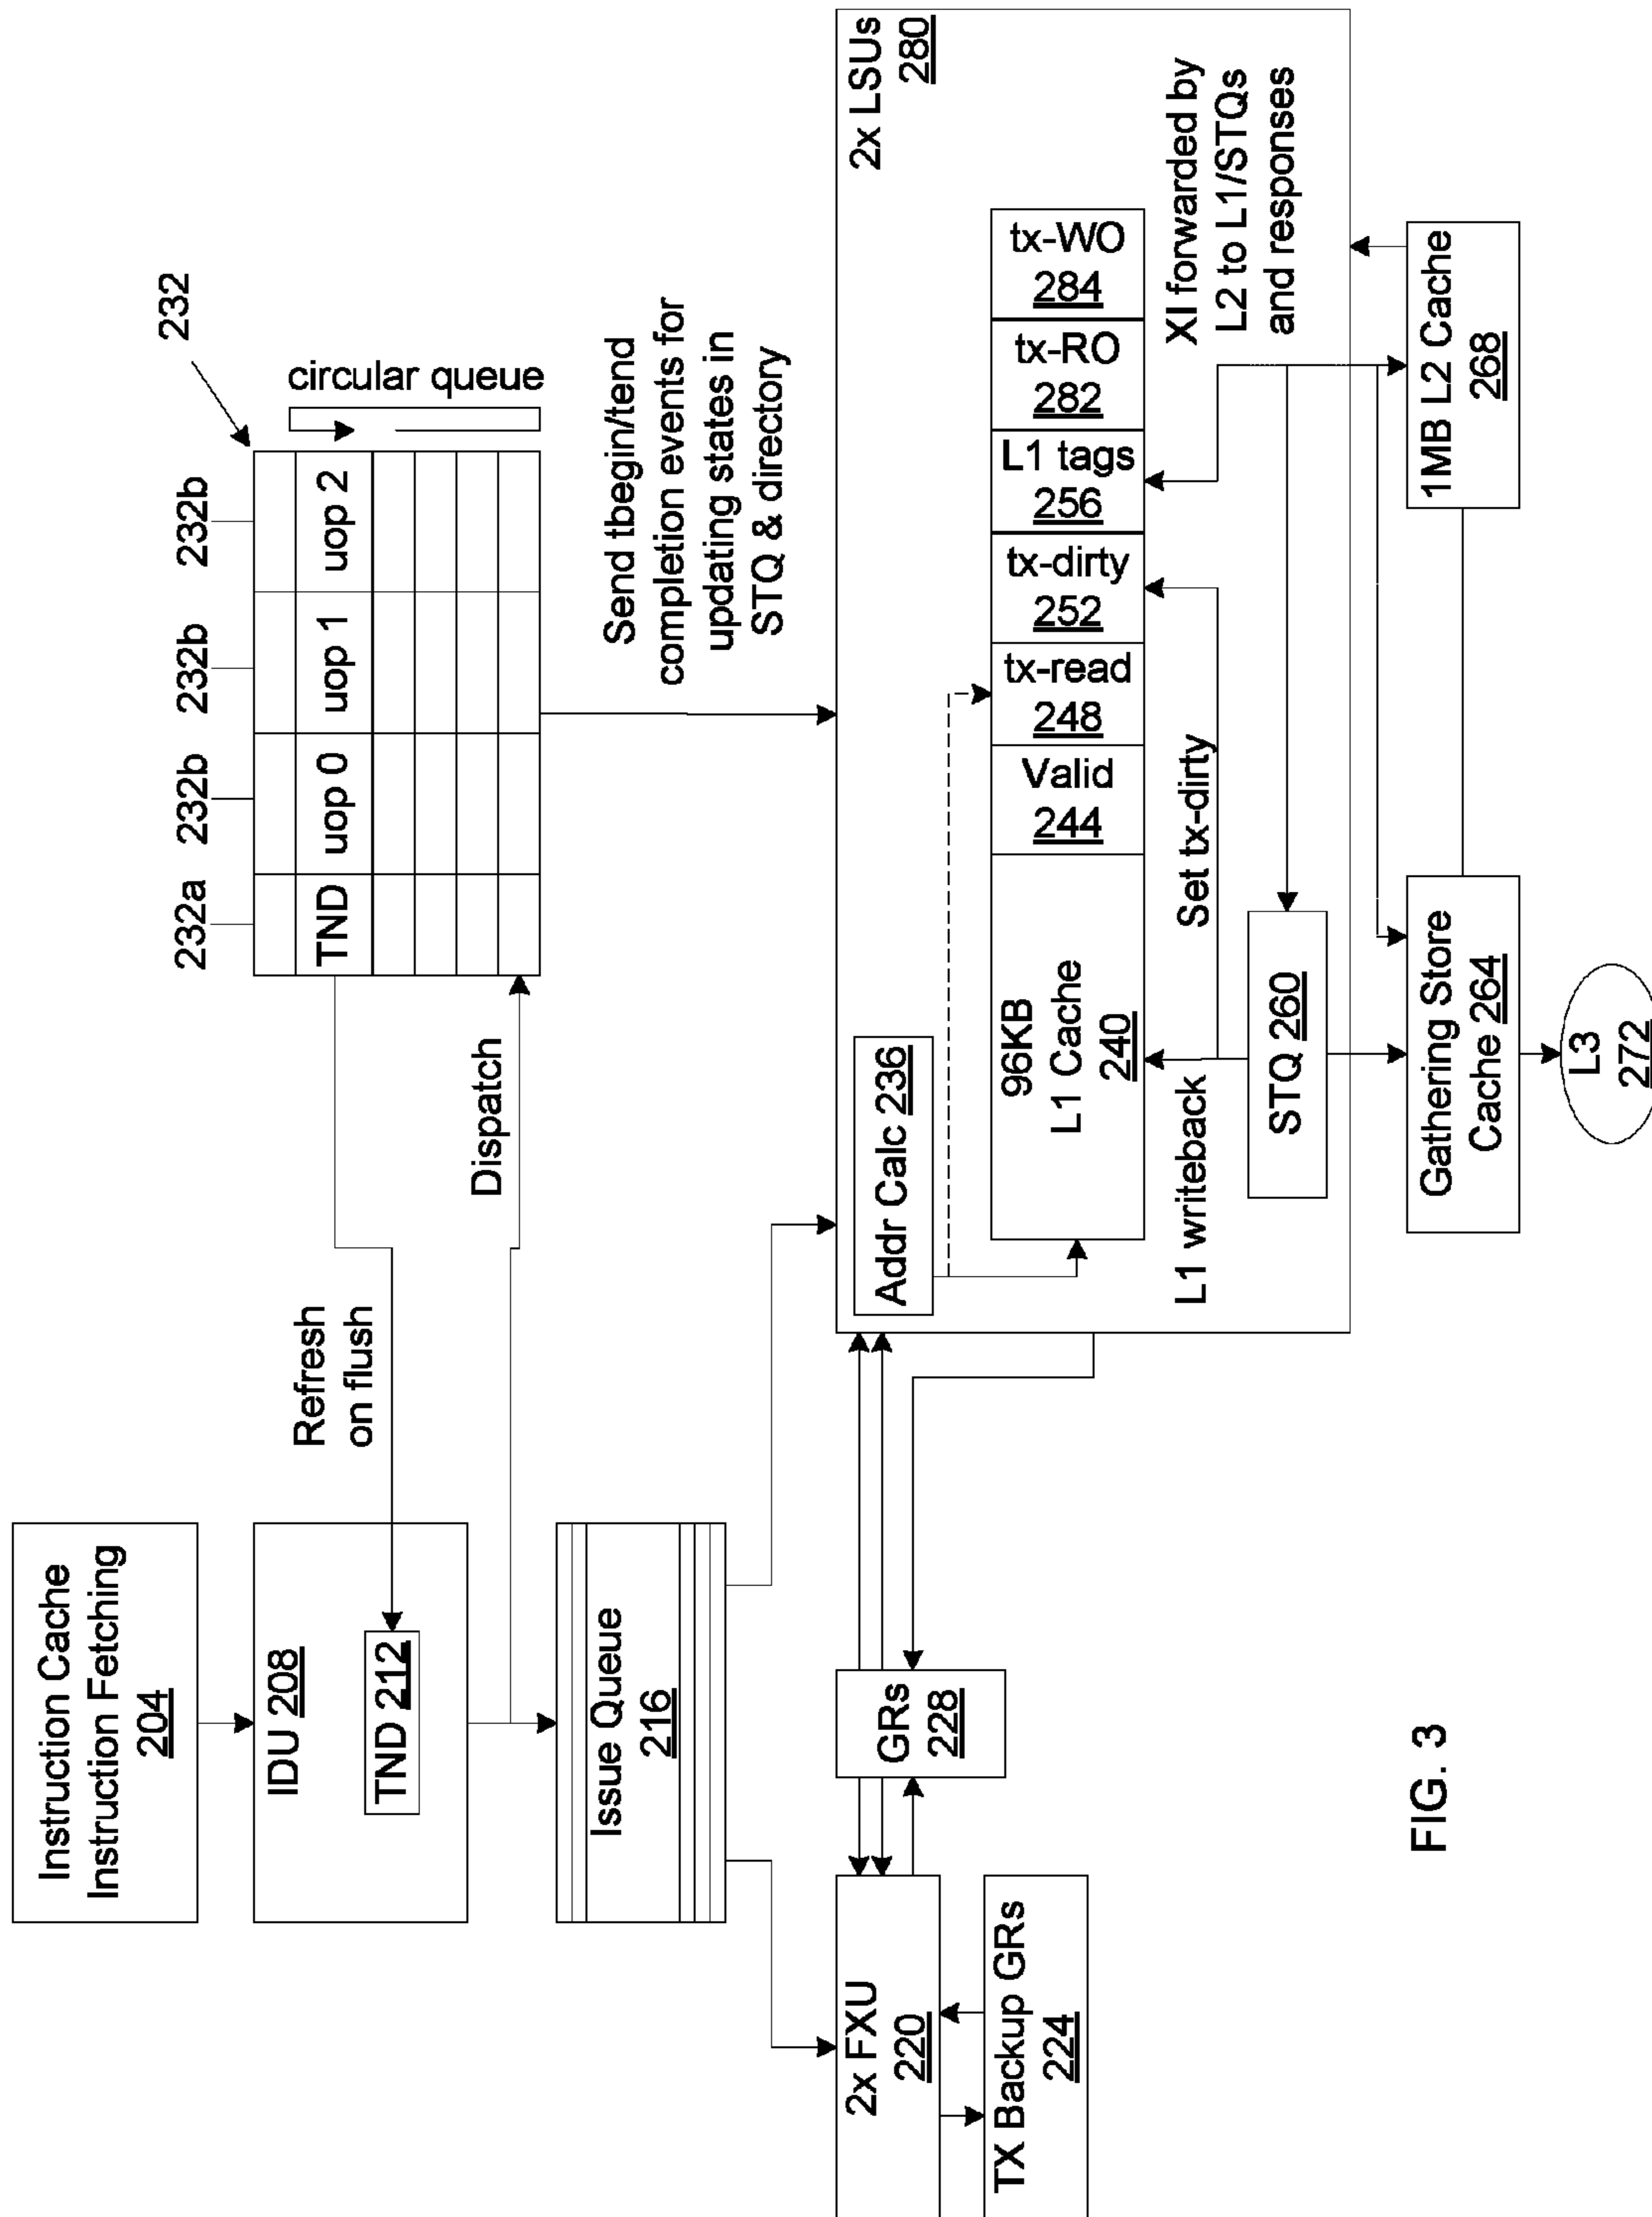 Instruction Cache
Instruction Fetching
204
IDU 208
TND 212
Refresh
on flush
Dispatch
232a
232b
232b
232b
232
TND
uop 0
uop 1
uop 2
circular queue
Issue Queue
216
Send tbegin/tend
completion events for
updating states in
STQ & directory
2x FXU
220
TX Backup GRs
224
GRs
228
2x LSUs
280
Addr Calc 236
96KB
L1 Cache
240
Valid
244
tx-read
248
tx-dirty
252
L1 tags
256
tx-RO
282
tx-WO
284
L1 writeback
Set tx-dirty
XI forwarded by
L2 to L1/STQs
and responses
STQ 260
Gathering Store
Cache 264
1MB L2 Cache
268
L3
272
FIG. 3